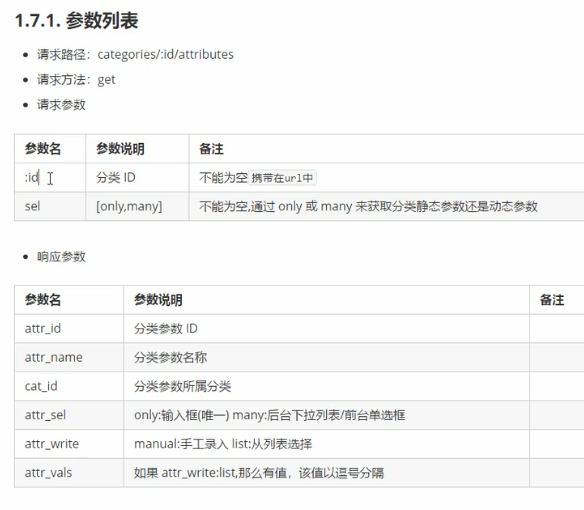 1.7.1. 参数列表
请求路径：categories/:id/attributes
请求方法：get
请求参数
参数名 参数说明 备注
:id 分类 ID 不能为空携带在url中
sel [only,many] 不能为空,通过 only 或 many 来获取分类静态参数还是动态参数
响应参数
参数名 参数说明 备注
attr_id 分类参数 ID
attr_name 分类参数名称
cat_id 分类参数所属分类
attr_sel only:输入框(唯一) many:后台下拉列表/前台单选框
attr_write manual:手工录入 list:从列表选择
attr_vals 如果 attr_write:list,那么有值，该值以逗号分隔